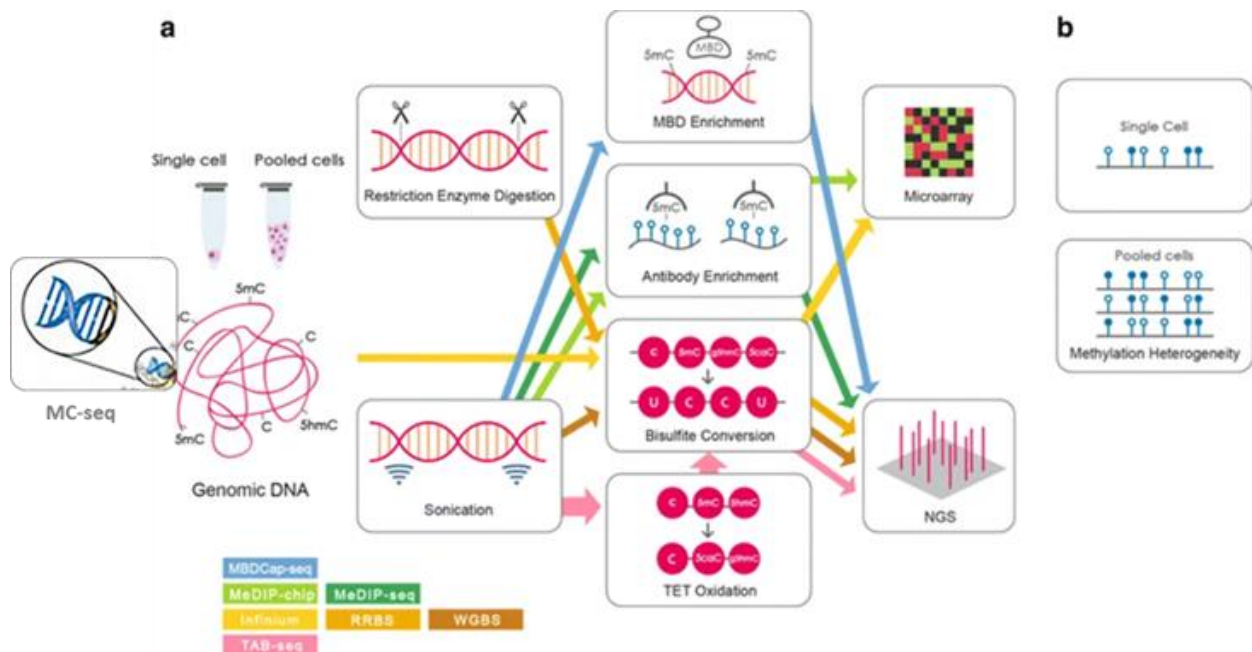 a
b
5mC
MBD
5mC
MBD Enrichment
Single cell
Pooled cells
Restriction Enzyme Digestion
5mC
5mC
Antibody Enrichment
Microarray
Single Cell
Pooled cells
Methylation Heterogeneity
MC-seq
5mC
C
C
C
C
5mC
C
5hmC
Genomic DNA
Sonication
C 5mC g5hmC 5caC
U C C U
Bisulfite Conversion
C 5mC 5hmC
C 5caC g5hmC
TET Oxidation
NGS
MBDCap-seq
MeDIP-chip MeDIP-seq
Infinium RRBS WGBS
TAB-seq